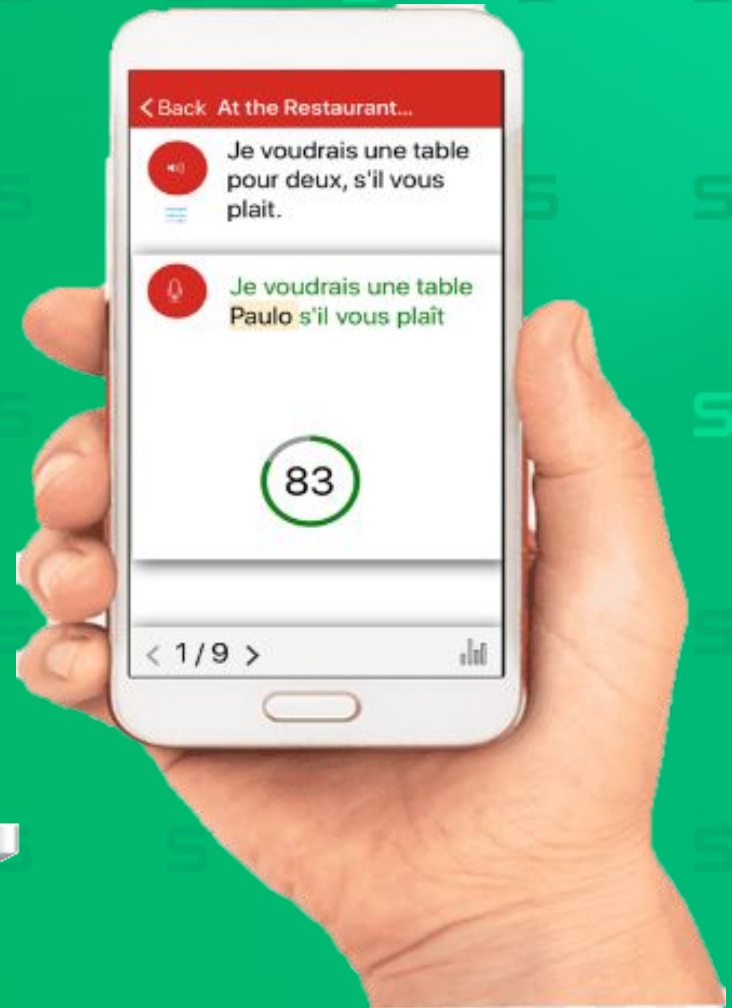 Back At the Restaurant...
Je voudrais une table
pour deux, s'il vous
plait.
Je voudrais une table
Paulo s'il vous plaît
83
< 1/9 >